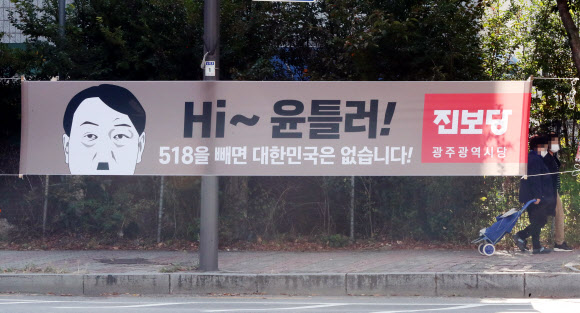 Hi~ 윤틀러!
518을 빼면 대한민국은 없습니다!
진보당
광주광역시당